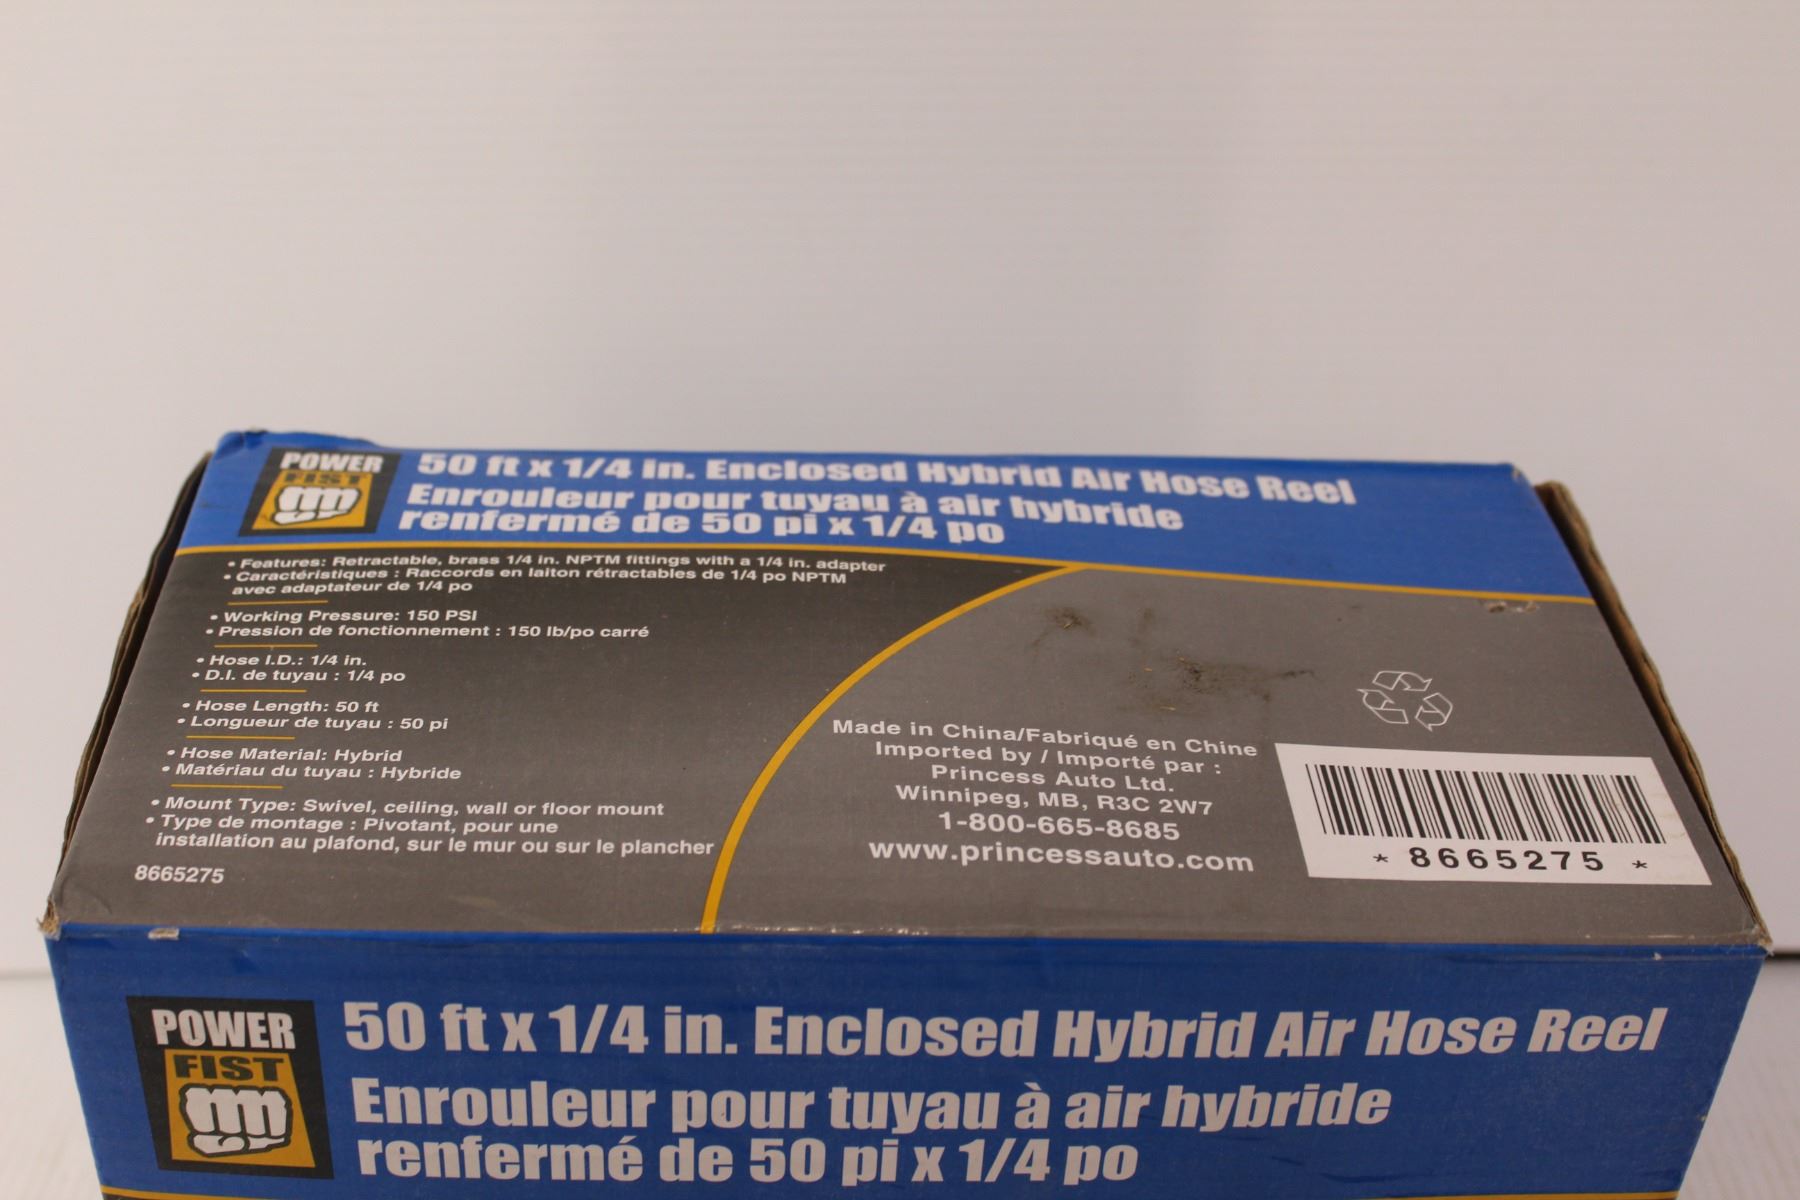 POWER
FIST
50 ft x 1/4 in. Enclosed Hybrid Air Hose Reel
Enrouleur pour tuyau à air hybride
renfermé de 50 pi x 1/4 po
• Features: Retractable, brass 1/4 in. NPTM fittings with a 1/4 in. adapter
• Caractéristiques : Raccords en laiton rétractables de 1/4 po NPTM
avec adaptateur de 1/4 po
• Working Pressure: 150 PSI
• Pression de fonctionnement : 150 lb/po carré
• Hose I.D.: 1/4 in.
• D.I. de tuyau : 1/4 po
• Hose Length: 50 ft
• Longueur de tuyau : 50 pi
• Hose Material: Hybrid
• Matériau du tuyau : Hybride
• Mount Type: Swivel, ceiling, wall or floor mount
• Type de montage : Pivotant, pour une
installation au plafond, sur le mur ou sur le plancher
8665275
Made in China/Fabriqué en Chine
Imported by / Importé par :
Princess Auto Ltd.
Winnipeg, MB, R3C 2W7
1-800-665-8685
www.princessauto.com
* 8665275 *
POWER
FIST
50 ft x 1/4 in. Enclosed Hybrid Air Hose Reel
Enrouleur pour tuyau à air hybride
renfermé de 50 pi x 1/4 po